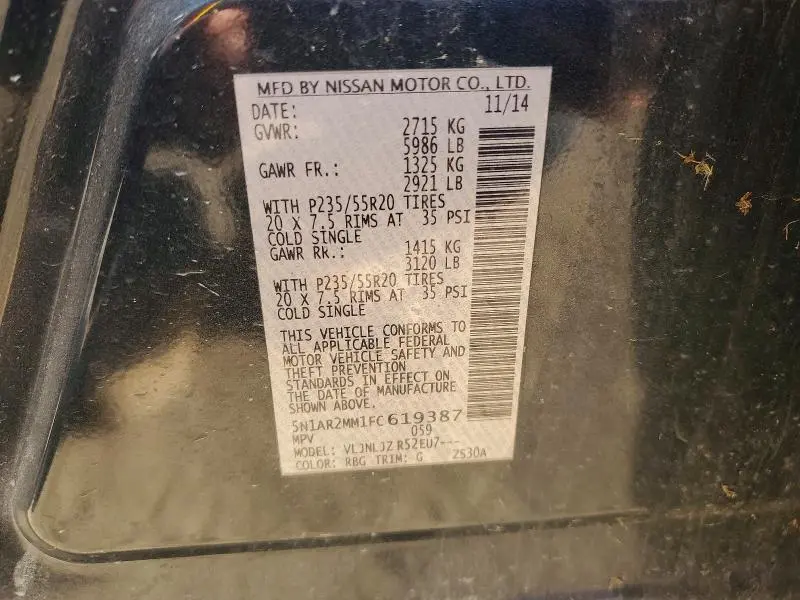 MFD BY NISSAN MOTOR CO., LTD.
DATE: 11/14
GVWR: 2715 KG
5986 LB
GAWR FR.: 1325 KG
2921 LB
WITH P235/55R20 TIRES
20 X 7.5 RIMS AT 35 PSI
COLD SINGLE
GAWR RR.: 1415 KG
3120 LB
WITH P235/55R20 TIRES
20 X 7.5 RIMS AT 35 PSI
COLD SINGLE
THIS VEHICLE CONFORMS TO
ALL APPLICABLE FEDERAL
MOTOR VEHICLE SAFETY AND
THEFT PREVENTION
STANDARDS IN EFFECT ON
THE DATE OF MANUFACTURE
SHOWN ABOVE.
5N1AR2MM1FC619387
MPV 059
MODEL: VLJNLJZ R52EU7---
COLOR: RBG TRIM: G ZS30A